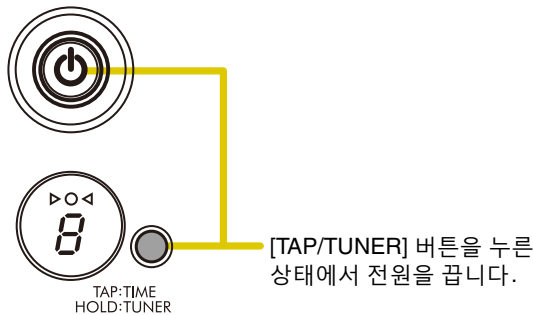 ▷○◁
8
[TAP/TUNER] 버튼을 누른
상태에서 전원을 끕니다.
TAP:TIME
HOLD:TUNER